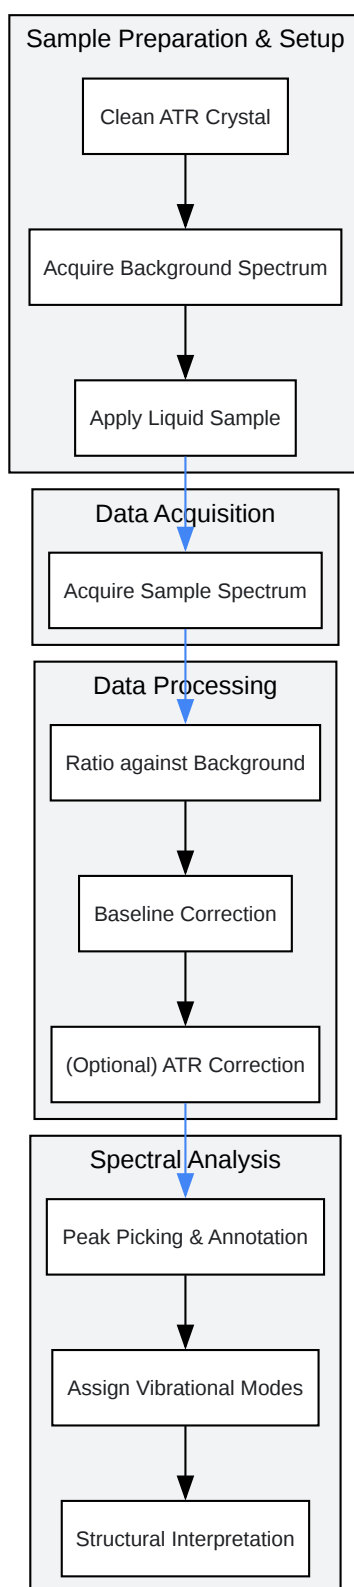 Sample Preparation & Setup
Clean ATR Crystal
Acquire Background Spectrum
Apply Liquid Sample
Data Acquisition
Acquire Sample Spectrum
Data Processing
Ratio against Background
Baseline Correction
(Optional) ATR Correction
Spectral Analysis
Peak Picking & Annotation
Assign Vibrational Modes
Structural Interpretation